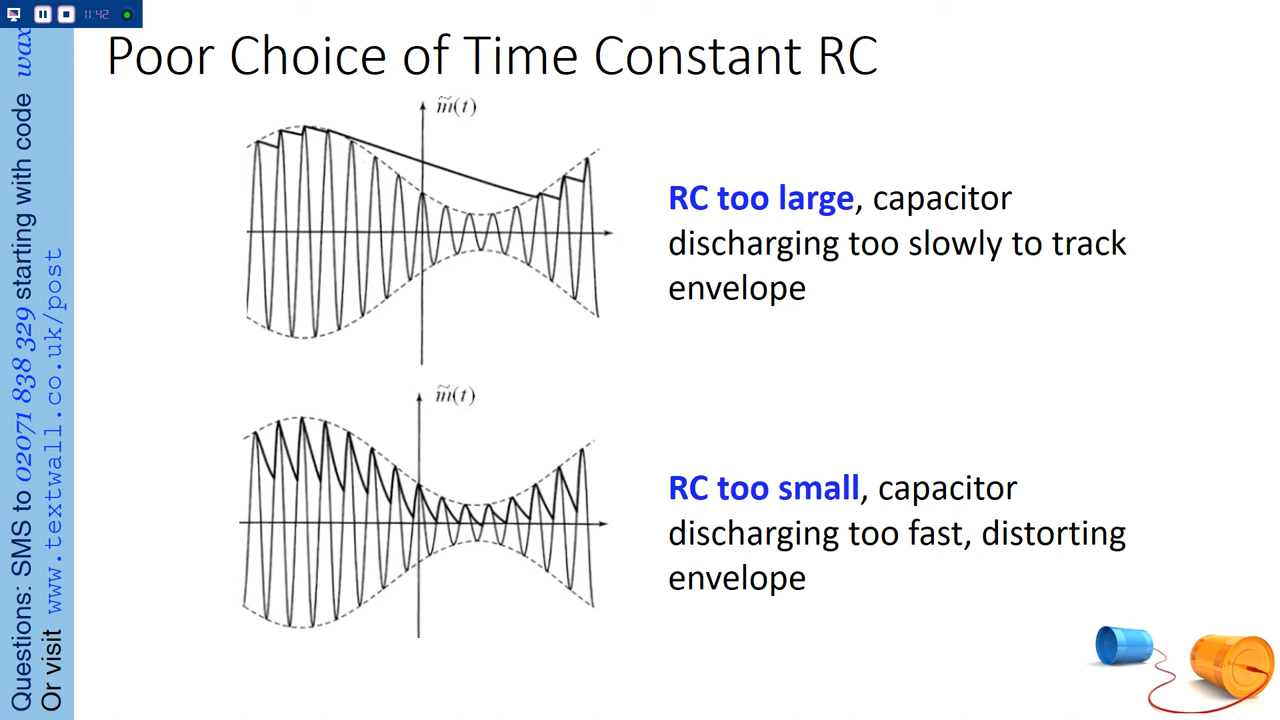 11:42
Poor Choice of Time Constant RC
m̃(t)
RC too large, capacitor
discharging too slowly to track
envelope
m̃(t)
RC too small, capacitor
discharging too fast, distorting
envelope
Questions: SMS to 02071 838 329 starting with code wax
Or visit www.textwall.co.uk/post